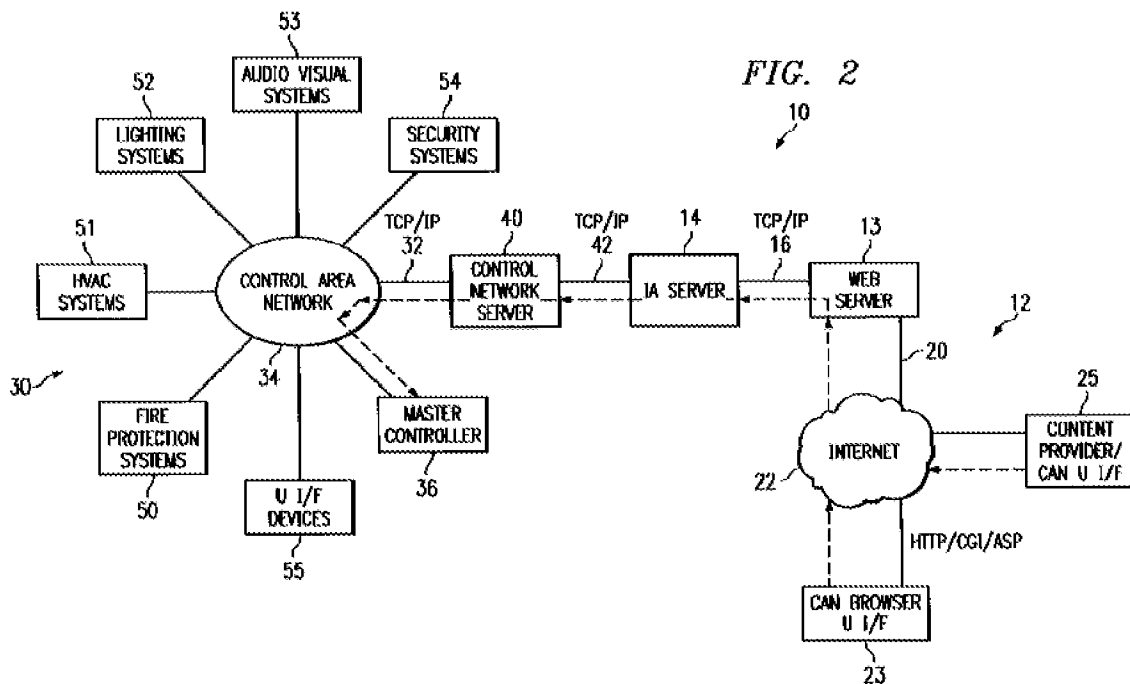 FIG. 2
53
AUDIO VISUAL
SYSTEMS
52
LIGHTING
SYSTEMS
54
SECURITY
SYSTEMS
10
51
HVAC
SYSTEMS
CONTROL AREA
NETWORK
34
TCP/IP
32
40
CONTROL
NETWORK
SERVER
TCP/IP
42
14
IA SERVER
TCP/IP
16
13
WEB
SERVER
12
20
30
FIRE
PROTECTION
SYSTEMS
50
U I/F
DEVICES
55
MASTER
CONTROLLER
36
INTERNET
22
25
CONTENT
PROVIDER/
CAN U I/F
HTTP/CGI/ASP
CAN BROWSER
U I/F
23